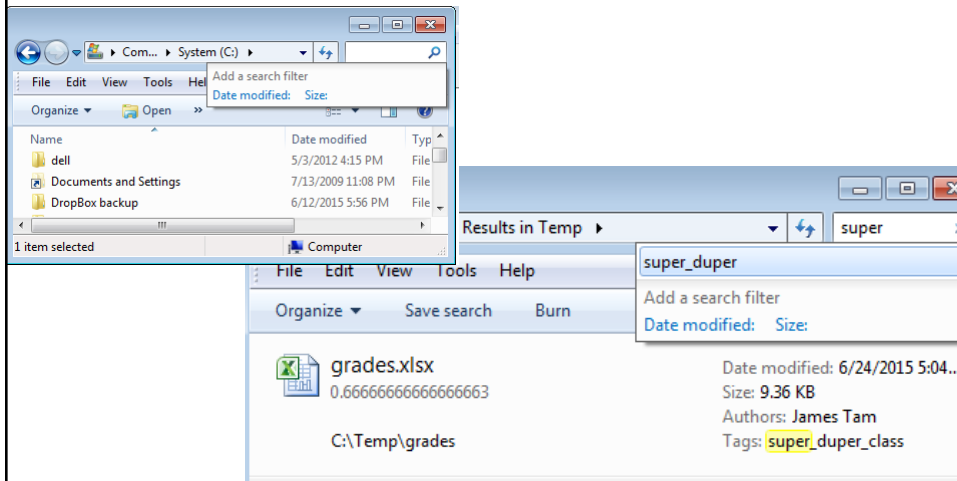 Com... System (C:)
File Edit View Tools Hel
Add a search filter
Date modified: Size:
Organize Open »
Name Date modified Typ
dell 5/3/2012 4:15 PM File
Documents and Settings 7/13/2009 11:08 PM File
DropBox backup 6/12/2015 5:56 PM File
1 item selected Computer
Results in Temp super
File Edit View Tools Help
super_duper
Add a search filter
Date modified: Size:
Organize Save search Burn
grades.xlsx Date modified: 6/24/2015 5:04...
0.66666666666666663 Size: 9.36 KB
Authors: James Tam
C:\Temp\grades Tags: super_duper_class